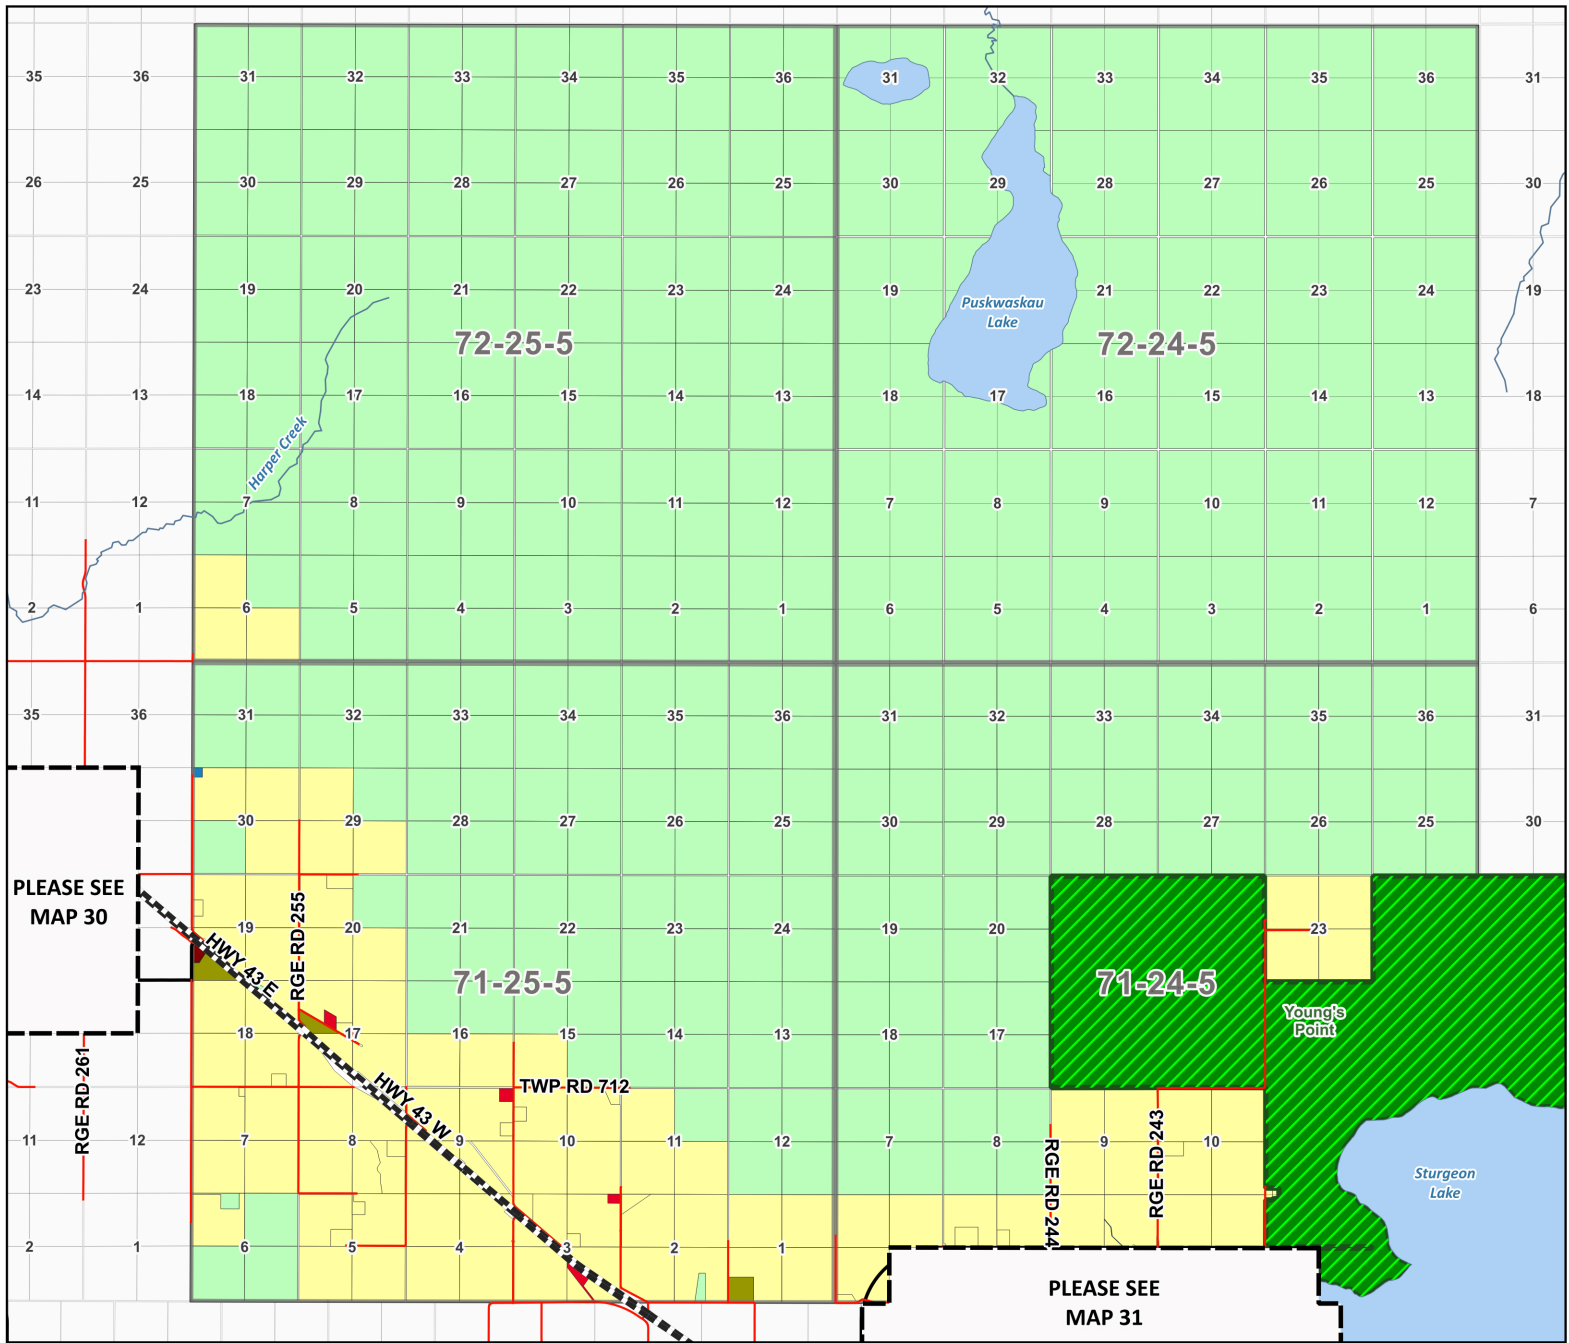 35 36 31 32 33 34 35 36 31 32 33 34 35 36 31
26 25 30 29 28 27 26 25 30 29 28 27 26 25 30
23 24 19 20 21 22 23 24 19 21 22 23 24 19
Puskwaskau
Lake
72-25-5 72-24-5
14 13 18 17 16 15 14 13 18 17 16 15 14 13 18
Harper Creek
11 12 7 8 9 10 11 12 7 8 9 10 11 12 7
2 1 6 5 4 3 2 1 6 5 4 3 2 1 6
35 36 31 32 33 34 35 36 31 32 33 34 35 36 31
30 29 28 27 26 25 30 29 28 27 26 25 30
PLEASE SEE
MAP 30
19 20 21 22 23 24 19 20 23
RGE-RD-255
HWY 43 E
71-25-5 71-24-5
Young's
Point
18 17 16 15 14 13 18 17
RGE-RD-261
HWY 43 W
TWP RD 712
11 12 7 8 9 10 11 12 7 8 9 10
RGE-RD-244
RGE-RD-243
Sturgeon
Lake
2 1 6 5 4 3 2 1
PLEASE SEE
MAP 31